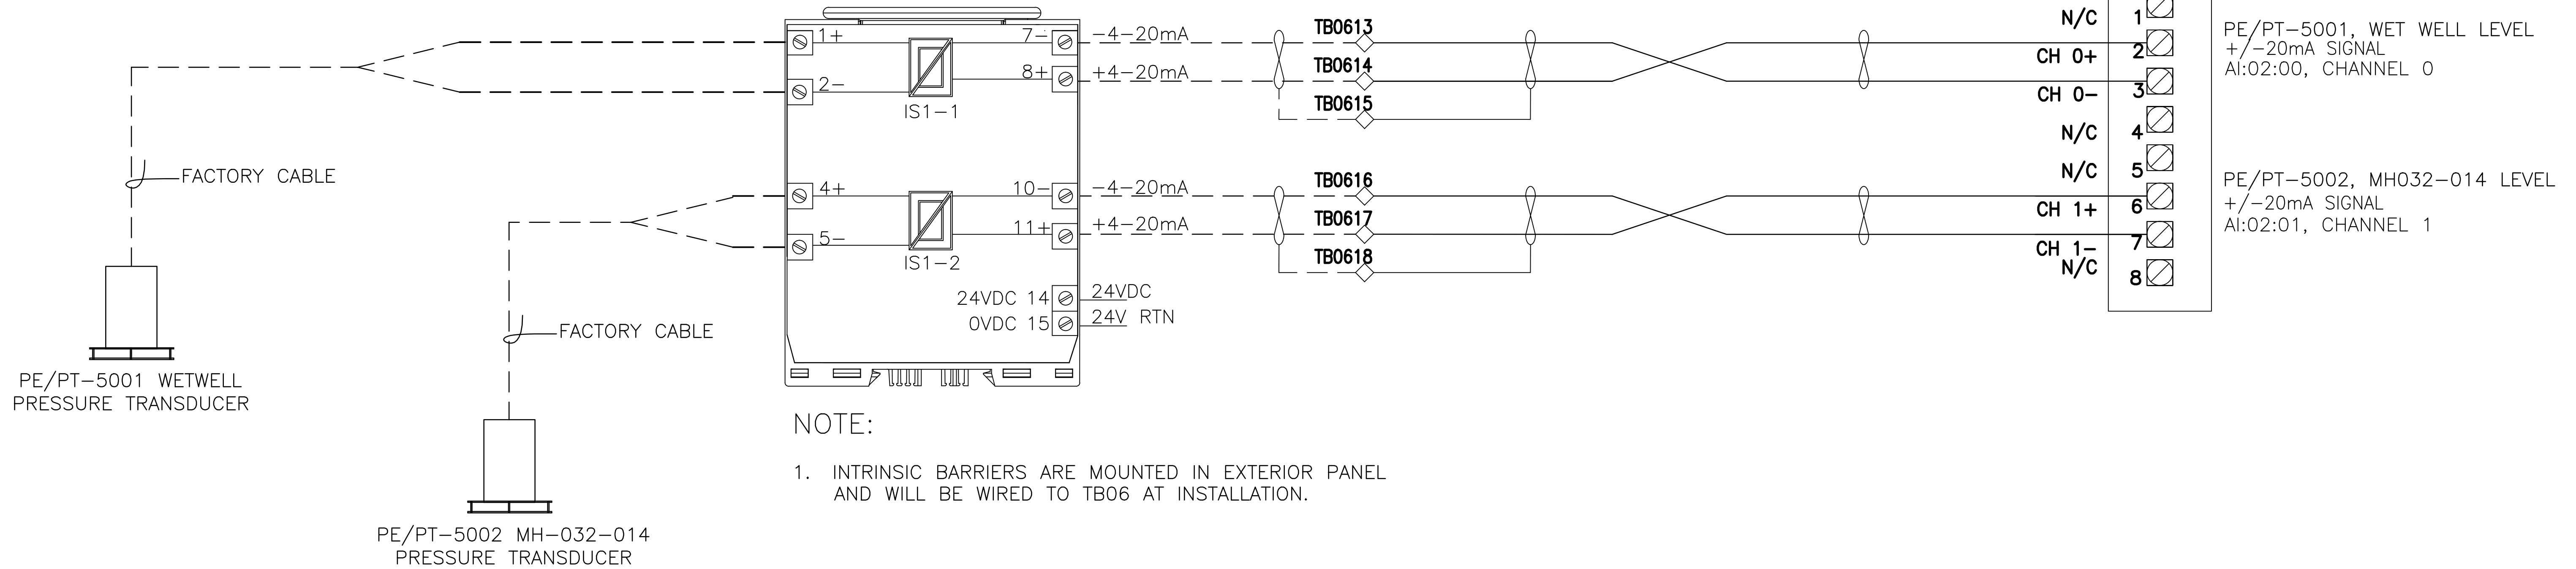 1+
2-
7-
8+
IS1-1
4+
5-
10-
11+
IS1-2
24VDC 14
0VDC 15
-4-20mA
+4-20mA
-4-20mA
+4-20mA
24VDC
24V RTN
TB0613
TB0614
TB0615
TB0616
TB0617
TB0618
N/C 1
CH 0+ 2
CH 0- 3
N/C 4
N/C 5
CH 1+ 6
CH 1- 7
N/C 8
PE/PT-5001, WET WELL LEVEL
+/-20mA SIGNAL
AI:02:00, CHANNEL 0
PE/PT-5002, MH032-014 LEVEL
+/-20mA SIGNAL
AI:02:01, CHANNEL 1
FACTORY CABLE
FACTORY CABLE
PE/PT-5001 WETWELL
PRESSURE TRANSDUCER
PE/PT-5002 MH-032-014
PRESSURE TRANSDUCER
NOTE:
1. INTRINSIC BARRIERS ARE MOUNTED IN EXTERIOR PANEL
AND WILL BE WIRED TO TB06 AT INSTALLATION.